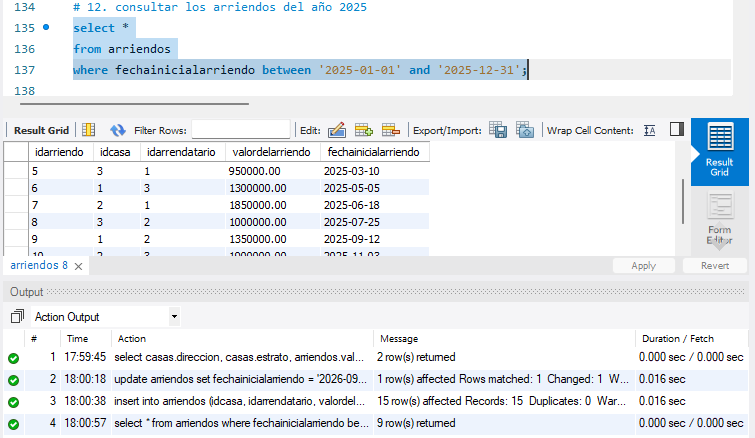 134 # 12. consultar los arriendos del año 2025
135 select *
136 from arriendos
137 where fechainicialarriendo between '2025-01-01' and '2025-12-31';
138
Result Grid Filter Rows: Edit: Export/Import: Wrap Cell Content: Result Grid
idarriendo idcasa idarrendatario valordelarriendo fechainicialarriendo
5 3 1 950000.00 2025-03-10
6 1 3 1300000.00 2025-05-05
7 2 1 1850000.00 2025-06-18
8 3 2 1000000.00 2025-07-25
9 1 2 1350000.00 2025-09-12
Form Editor
arriendos 8 Apply Revert
Output
Action Output
# Time Action Message Duration / Fetch
1 17:59:45 select casas.direccion, casas.estrato, arriendos.val... 2 row(s) returned 0.000 sec / 0.000 sec
2 18:00:18 update arriendos set fechainicialarriendo = '2026-09... 1 row(s) affected Rows matched: 1 Changed: 1 W... 0.016 sec
3 18:00:38 insert into arriendos (idcasa, idarrendatario, valordel... 15 row(s) affected Records: 15 Duplicates: 0 War... 0.016 sec
4 18:00:57 select * from arriendos where fechainicialarriendo be... 9 row(s) returned 0.000 sec / 0.000 sec